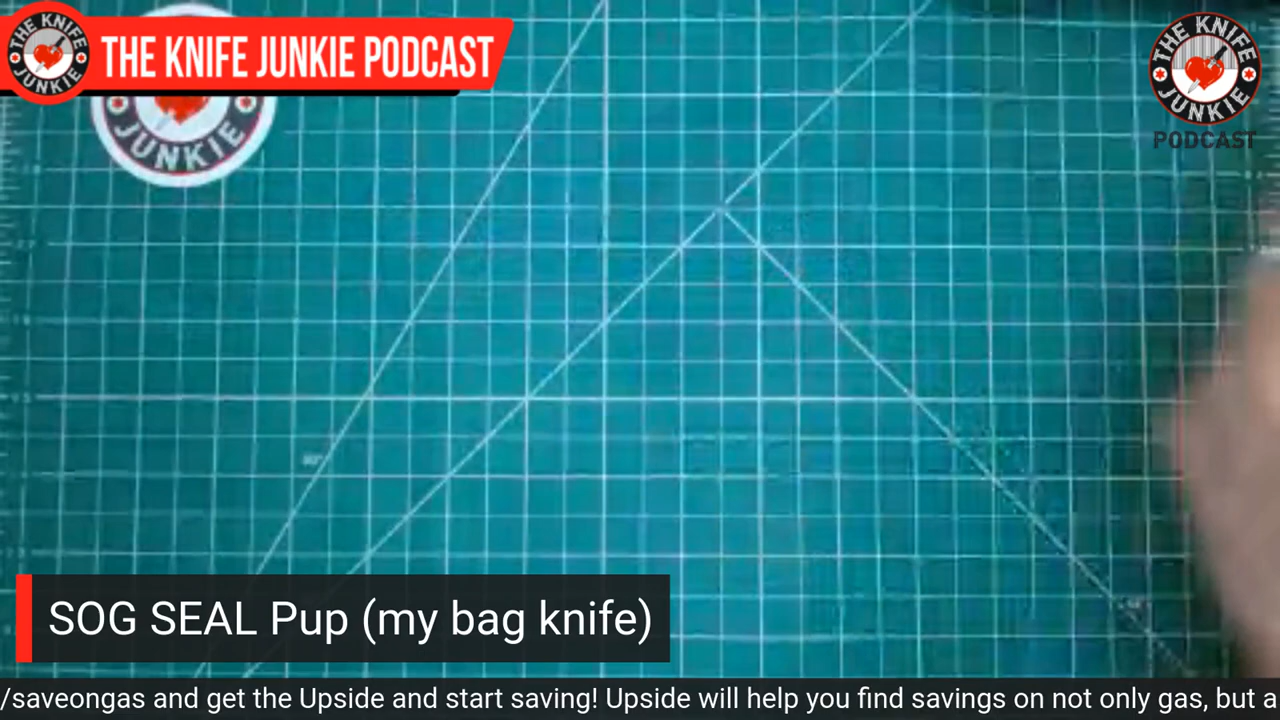 THE KNIFE
JUNKIE
THE KNIFE JUNKIE PODCAST
JUNKIE
THE KNIFE
JUNKIE
PODCAST
SOG SEAL Pup (my bag knife)
/saveongas and get the Upside and start saving! Upside will help you find savings on not only gas, but a